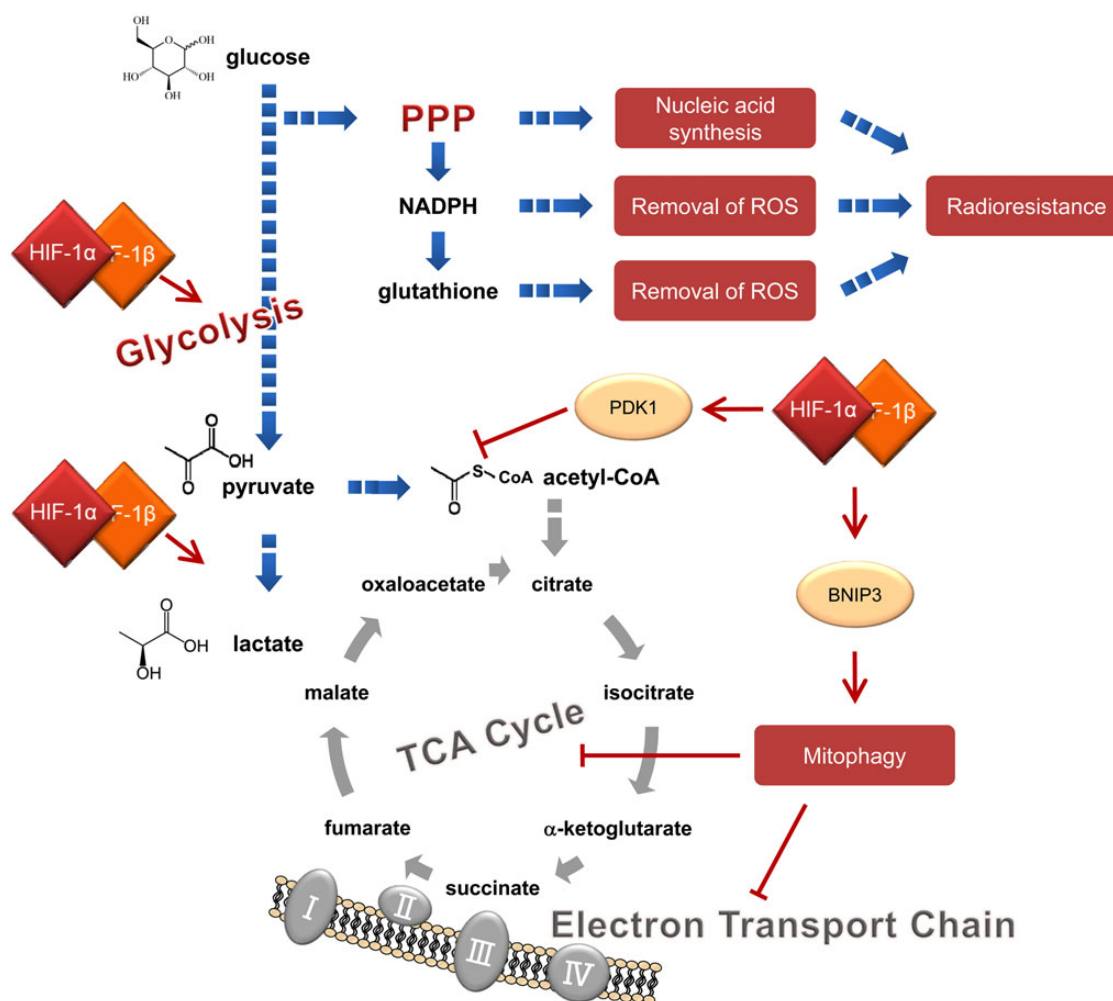 OH
O
OH
HO
OH
OH
glucose
PPP
Nucleic acid
synthesis
NADPH
Removal of ROS
Radioresistance
HIF-1α
F-1β
glutathione
Removal of ROS
Glycolysis
PDK1
HIF-1α
F-1β
O
OH
O
pyruvate
S
CoA
O
acetyl-CoA
HIF-1α
F-1β
oxaloacetate
citrate
BNIP3
O
OH
OH
lactate
malate
isocitrate
TCA Cycle
Mitophagy
fumarate
α-ketoglutarate
succinate
I
II
III
IV
Electron Transport Chain